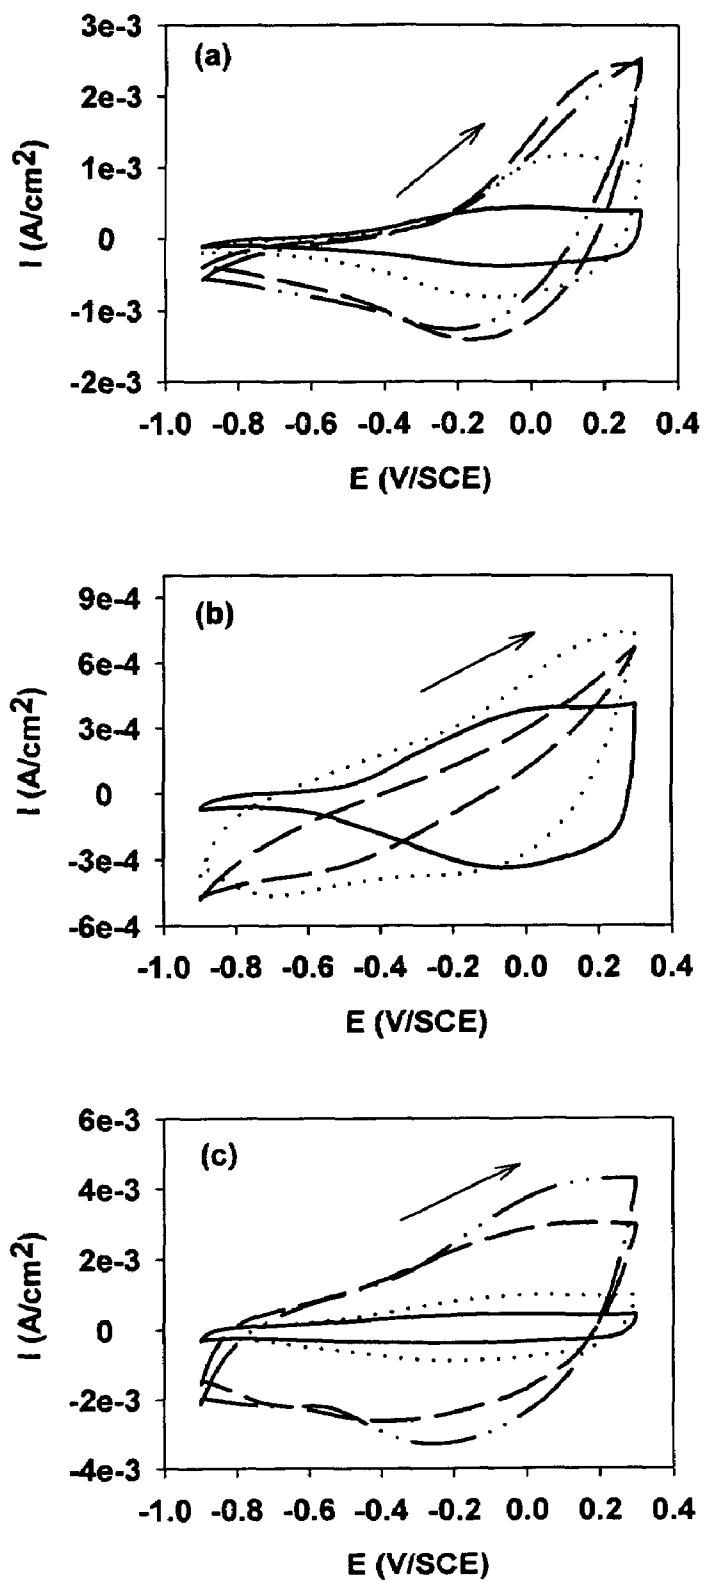 3e-3
(a)
2e-3
1e-3
0
-1e-3
-2e-3
I (A/cm2)
-1.0 -0.8 -0.6 -0.4 -0.2 0.0 0.2 0.4
E (V/SCE)
9e-4
(b)
6e-4
3e-4
0
-3e-4
-6e-4
I (A/cm2)
-1.0 -0.8 -0.6 -0.4 -0.2 0.0 0.2 0.4
E (V/SCE)
6e-3
(c)
4e-3
2e-3
0
-2e-3
-4e-3
I (A/cm2)
-1.0 -0.8 -0.6 -0.4 -0.2 0.0 0.2 0.4
E (V/SCE)